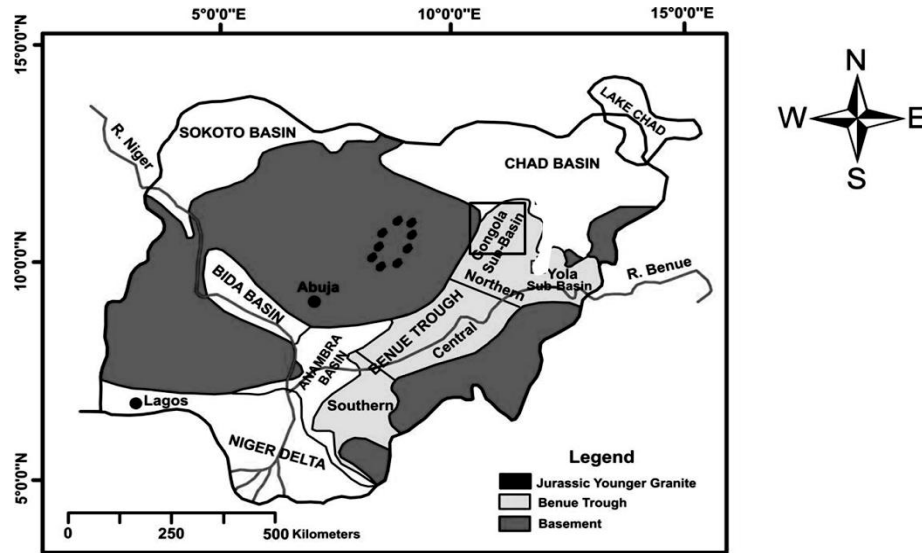 5°0'0"E
10°0'0"E
15°0'0"E
15°0'0"N
10°0'0"N
5°0'0"N
N
W
E
S
LAKE CHAD
SOKOTO BASIN
R. Niger
CHAD BASIN
Gongola
Sub-Basin
Yola
Sub-Basin
R. Benue
Northern
BIDA BASIN
Abuja
BENUE TROUGH
Central
ANAMBRA
BASIN
Lagos
Southern
NIGER DELTA
Legend
Jurassic Younger Granite
Benue Trough
Basement
0
250
500 Kilometers